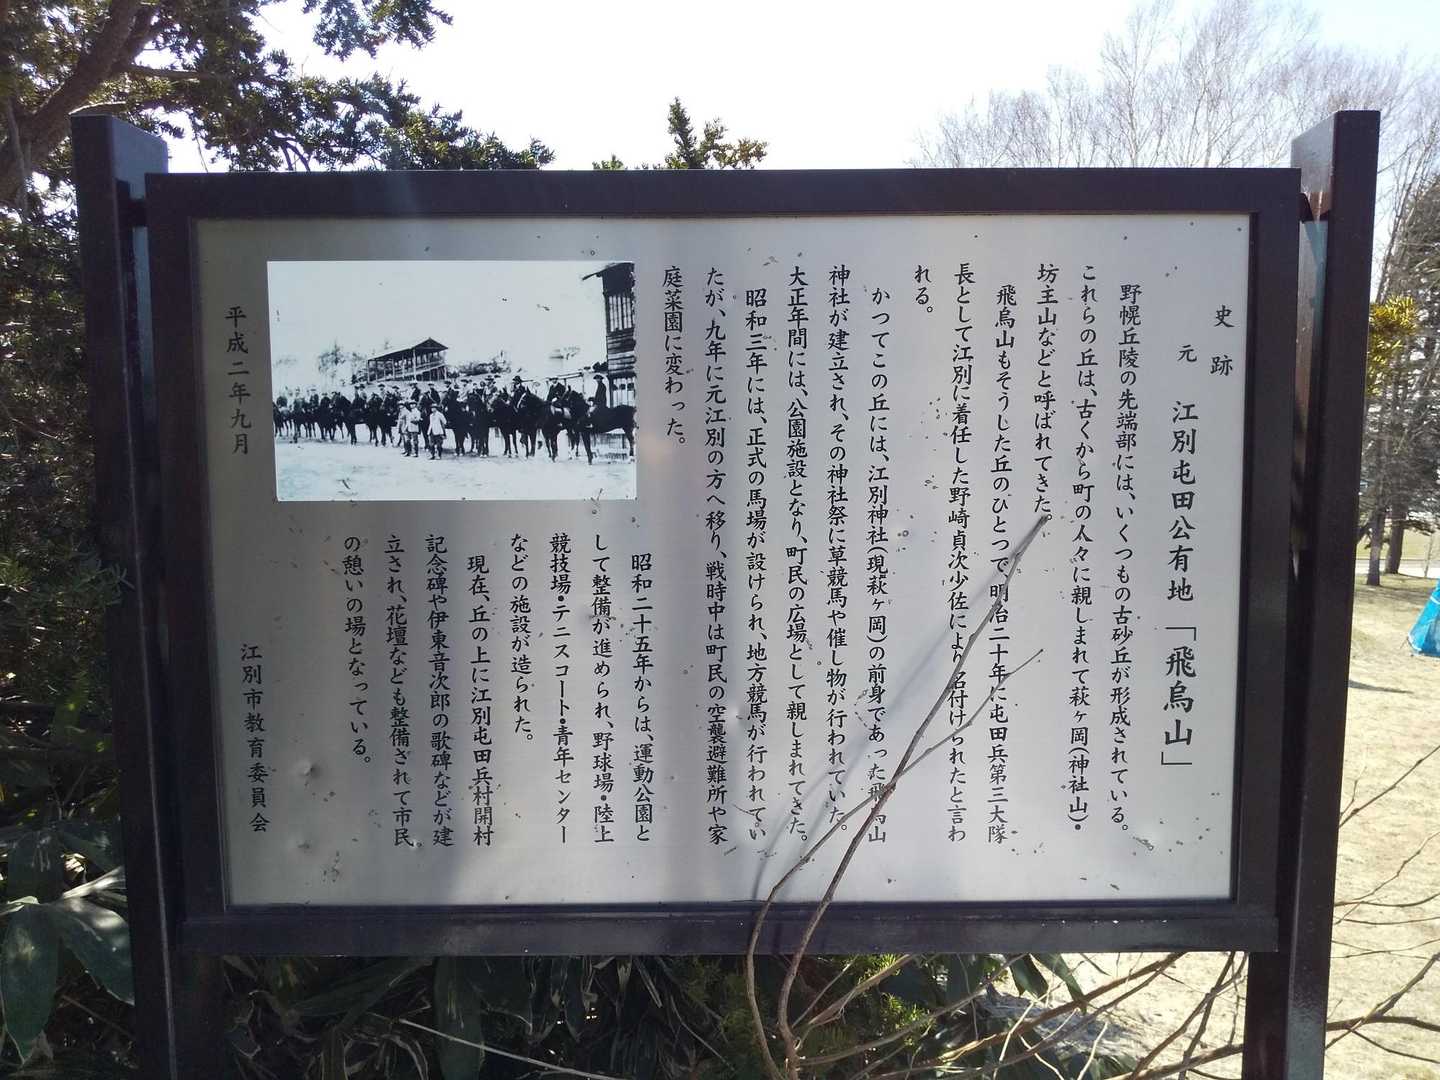 史跡
元 江別屯田公有地「飛烏山」
野幌丘陵の先端部には、いくつもの古砂丘が形成されている。
これらの丘は、古くから町の人々に親しまれて萩ヶ岡(神社山)・
坊主山などと呼ばれてきた。
飛烏山もそうした丘のひとつで、明治二十年に屯田兵第三大隊
長として江別に着任した野崎貞次少佐により名付けられたと言わ
れる。
かつてこの丘には、江別神社(現萩ヶ岡)の前身であった飛烏山
神社が建立され、その神社祭に草競馬や催し物が行われていた。
大正年間には、公園施設となり、町民の広場として親しまれてきた。
昭和三年には、正式の馬場が設けられ、地方競馬が行われてい
たが、九年に元江別の方へ移り、戦時中は町民の空襲避難所や家
庭菜園に変わった。
昭和二十五年からは、運動公園と
して整備が進められ、野球場・陸上
競技場・テニスコート・青年センター
などの施設が造られた。
現在、丘の上に江別屯田兵村開村
記念碑や伊東音次郎の歌碑などが建
立され、花壇なども整備されて市民
の憩いの場となっている。
平成二年九月
江別市教育委員会